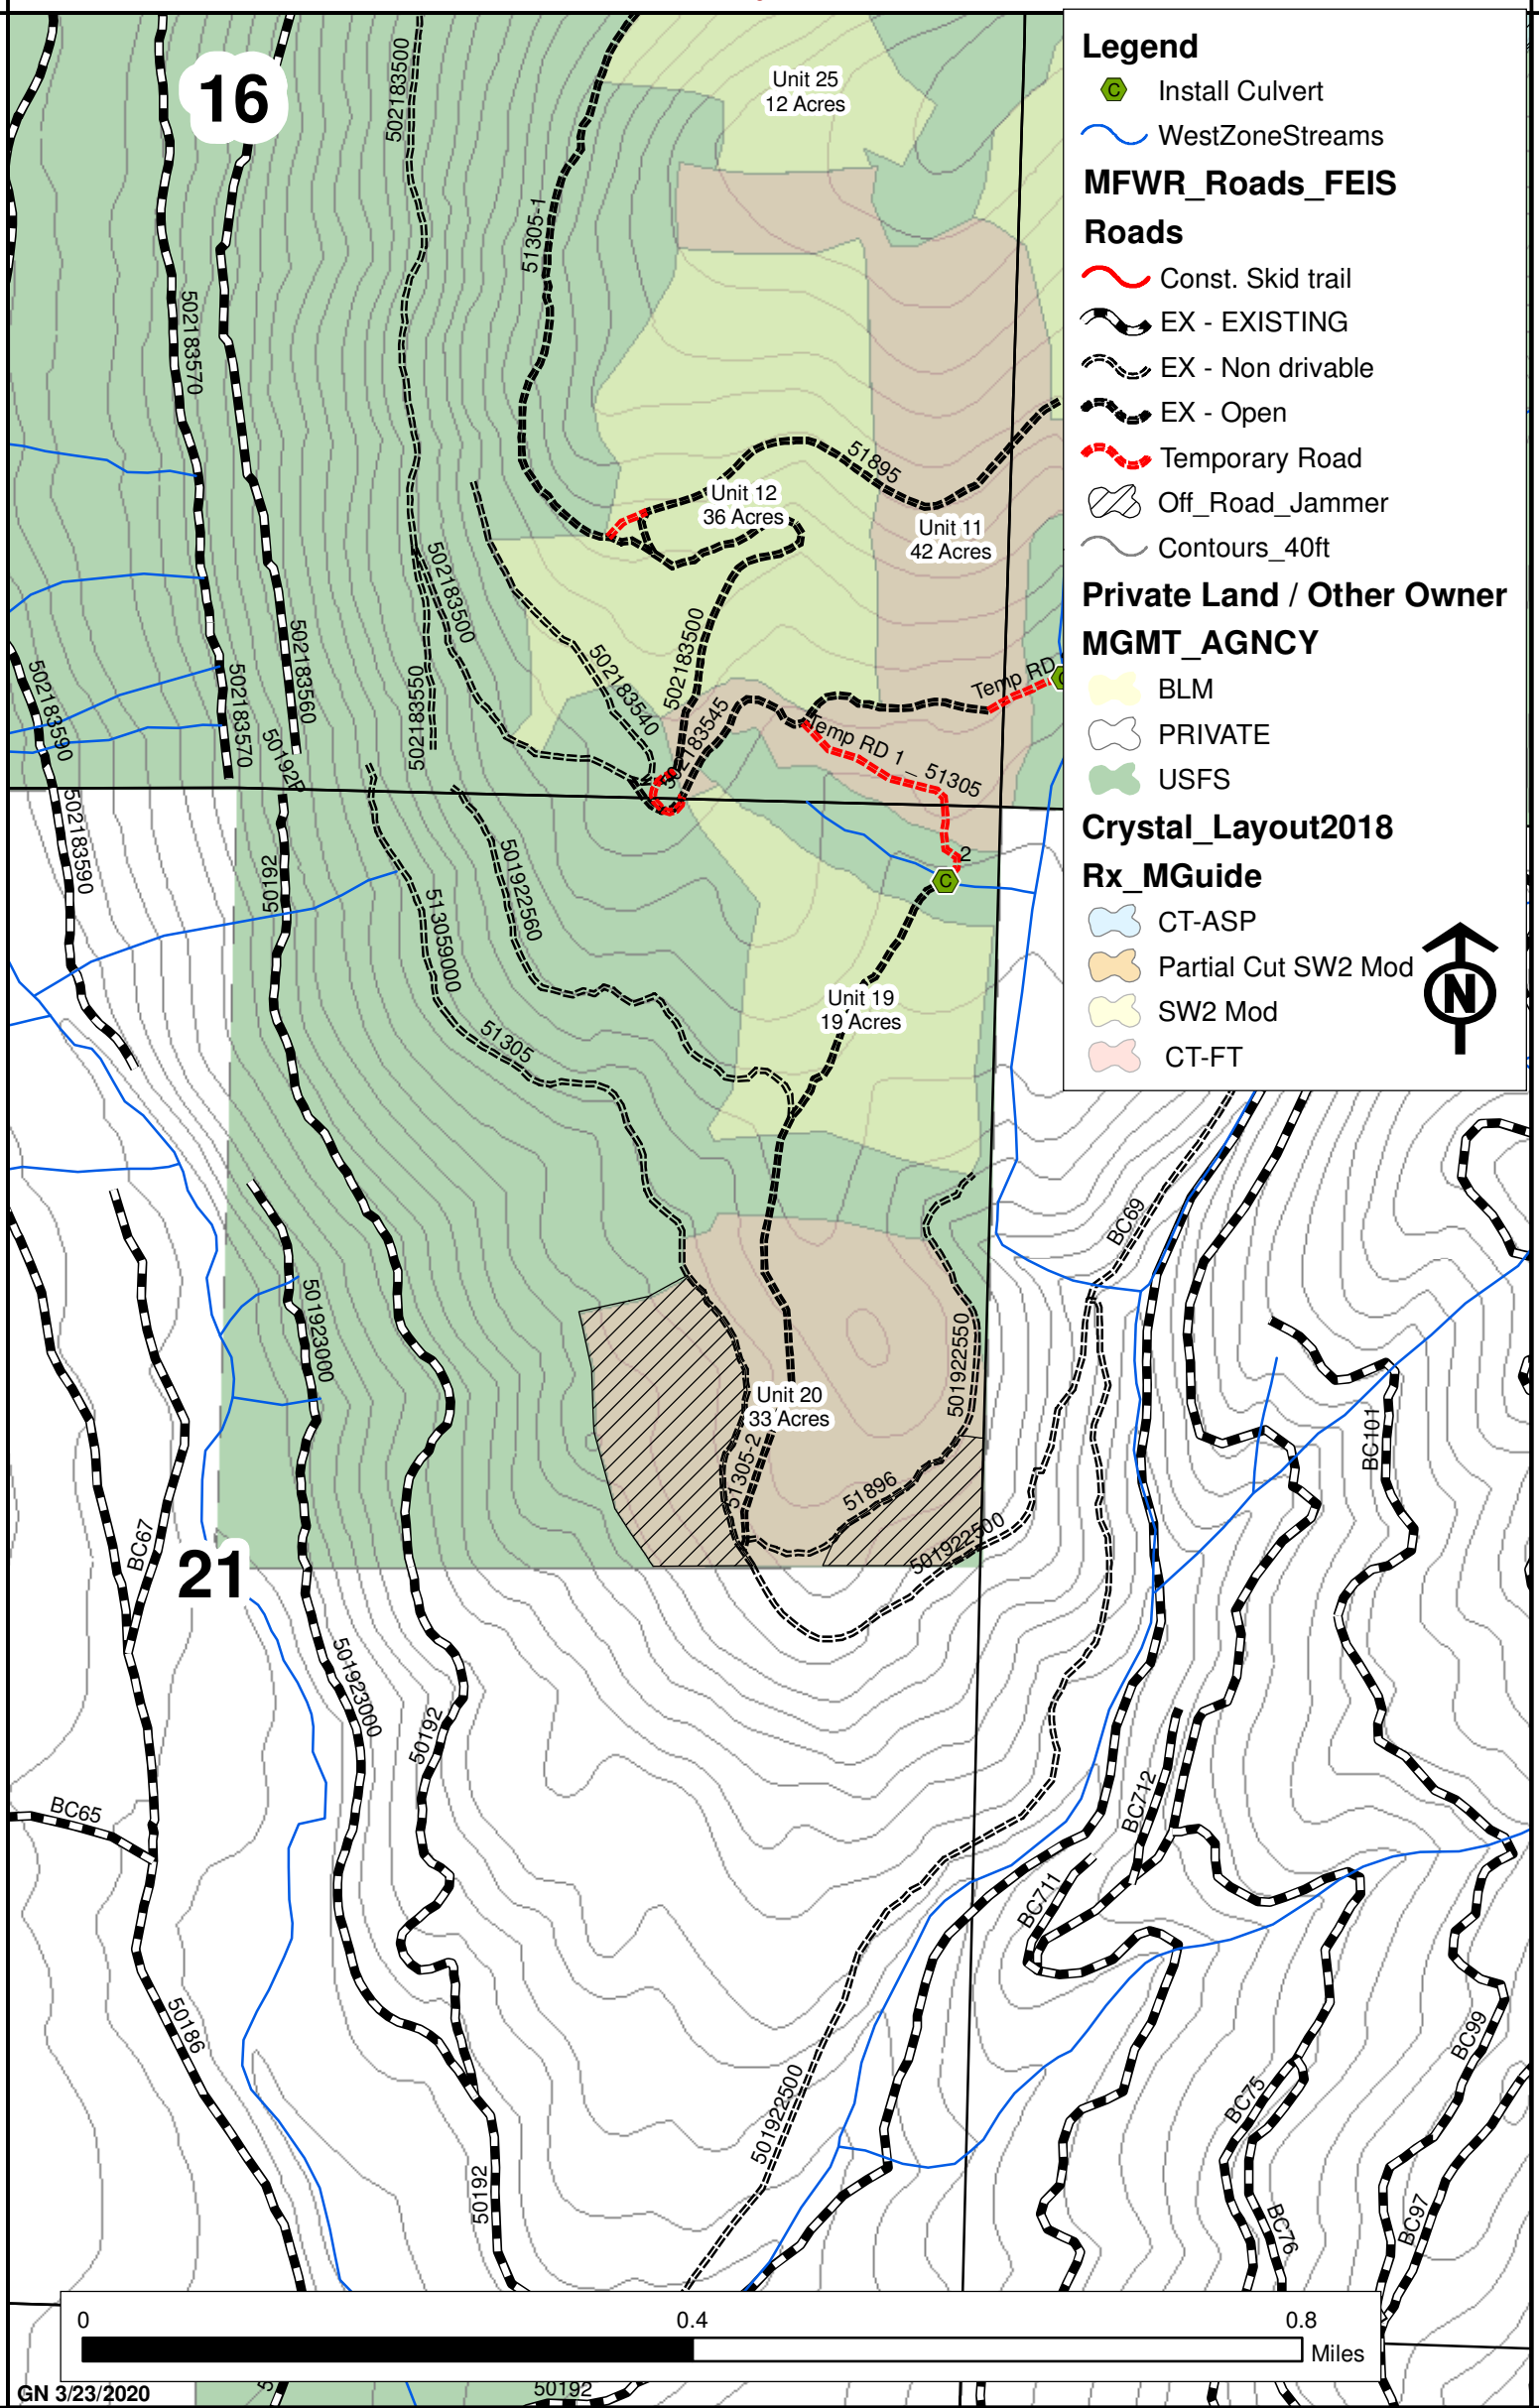 16
502183500
51305-1
Unit 25
12 Acres
502183570
51895
Unit 12
36 Acres
Unit 11
42 Acres
502183500
502183550
502183540
502183500
502183545
502183560
502183570
502183590
50192P
Temp RD
Temp RD 1 _ 51305
2
C
502183590
50192
501922560
513059000
51305
Unit 19
19 Acres
501923000
BC69
501922550
Unit 20
33 Acres
51305-2
51896
501922500
BC67
21
BC101
501923000
50192
BC65
BC712
BC711
50186
BC99
501922500
BC75
50192
BC76
BC97
Legend
C Install Culvert
WestZoneStreams
MFWR_Roads_FEIS
Roads
Const. Skid trail
EX - EXISTING
EX - Non drivable
EX - Open
Temporary Road
Off_Road_Jammer
Contours_40ft
Private Land / Other Owner
MGMT_AGNCY
BLM
PRIVATE
USFS
Crystal_Layout2018
Rx_MGuide
CT-ASP
Partial Cut SW2 Mod
SW2 Mod
CT-FT
N
0 0.4 0.8
Miles
GN 3/23/2020
50192